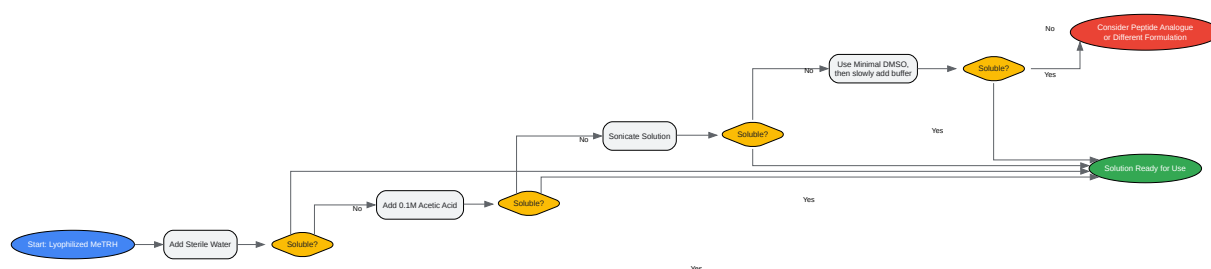 Consider Peptide Analogue
or Different Formulation
No
Use Minimal DMSO,
then slowly add buffer
Soluble?
No
Yes
Sonicate Solution
Soluble?
No
Yes
Solution Ready for Use
Add 0.1M Acetic Acid
Soluble?
No
Yes
Start: Lyophilized MeTRH
Add Sterile Water
Soluble?
Yes